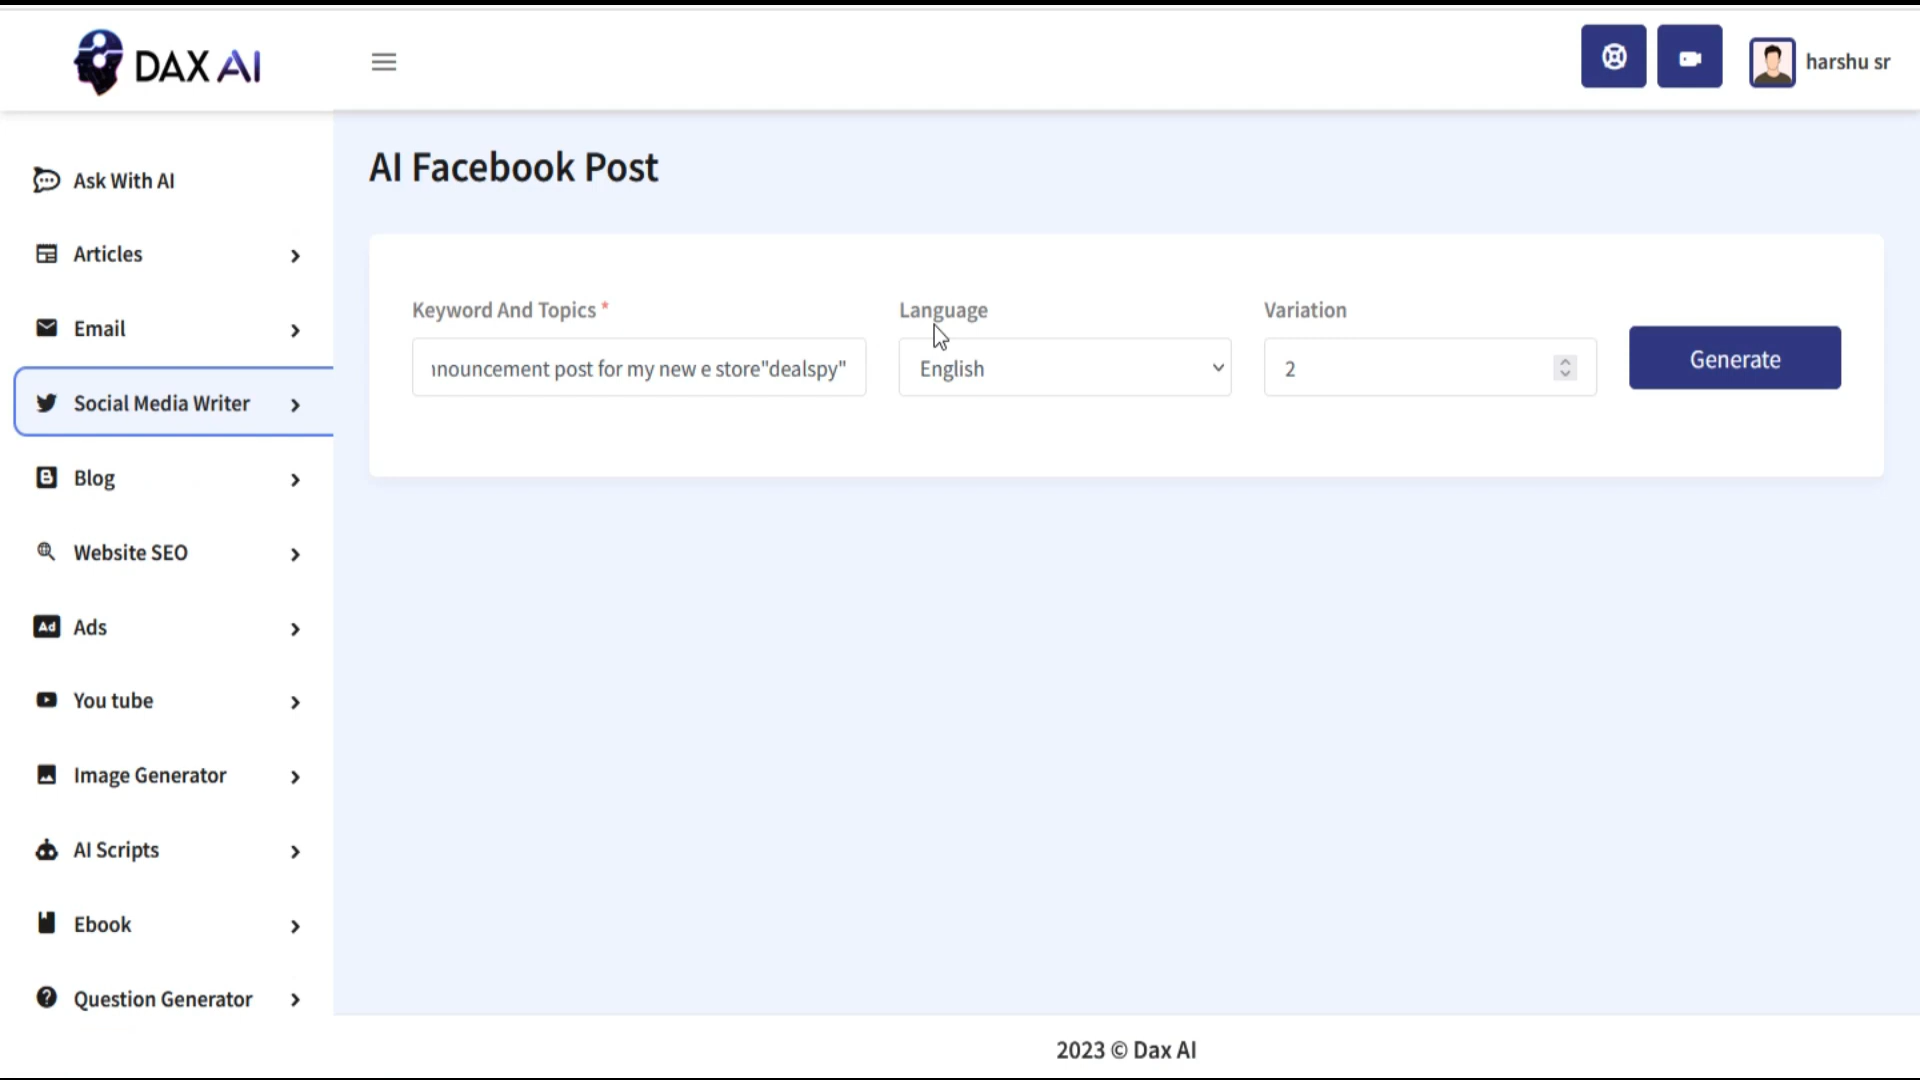 DAX AI
harshu sr
AI Facebook Post
Ask With AI
Articles
Email
Social Media Writer
Blog
Website SEO
Ad
Ads
You tube
Image Generator
AI Scripts
Ebook
Question Generator
Keyword And Topics *
post for my new e store"dealspy"
Language
English
Variation
2
Generate
2023 © Dax AI